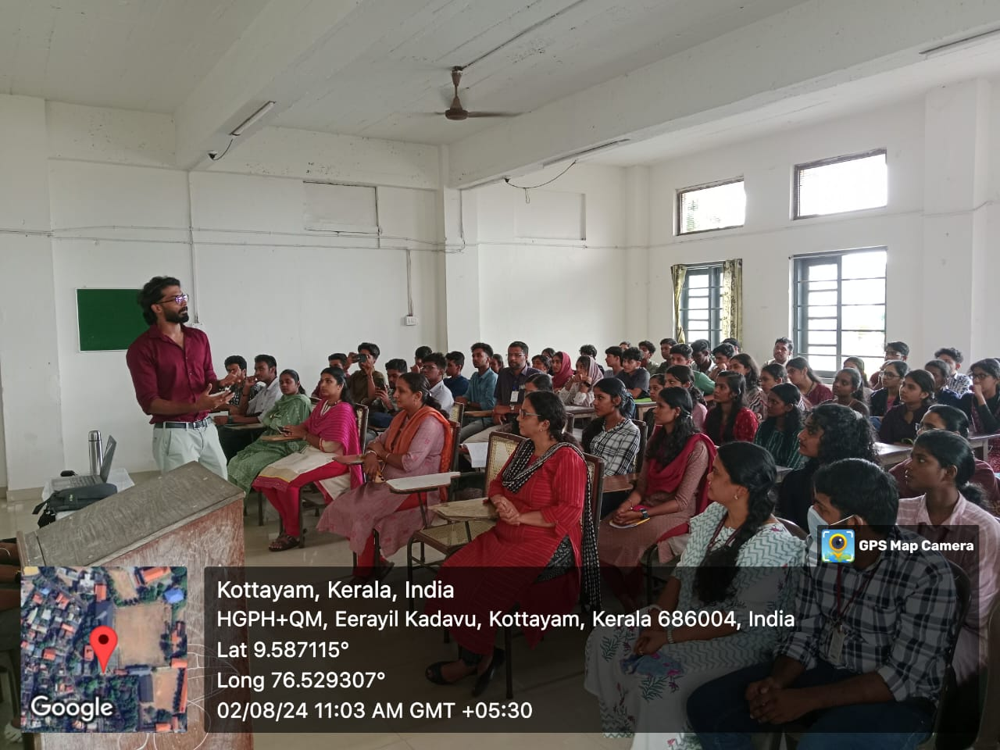 GPS Map Camera
Kottayam, Kerala, India
HGPH+QM, Eerayil Kadavu, Kottayam, Kerala 686004, India
Lat 9.587115°
Long 76.529307°
02/08/24 11:03 AM GMT +05:30
Google